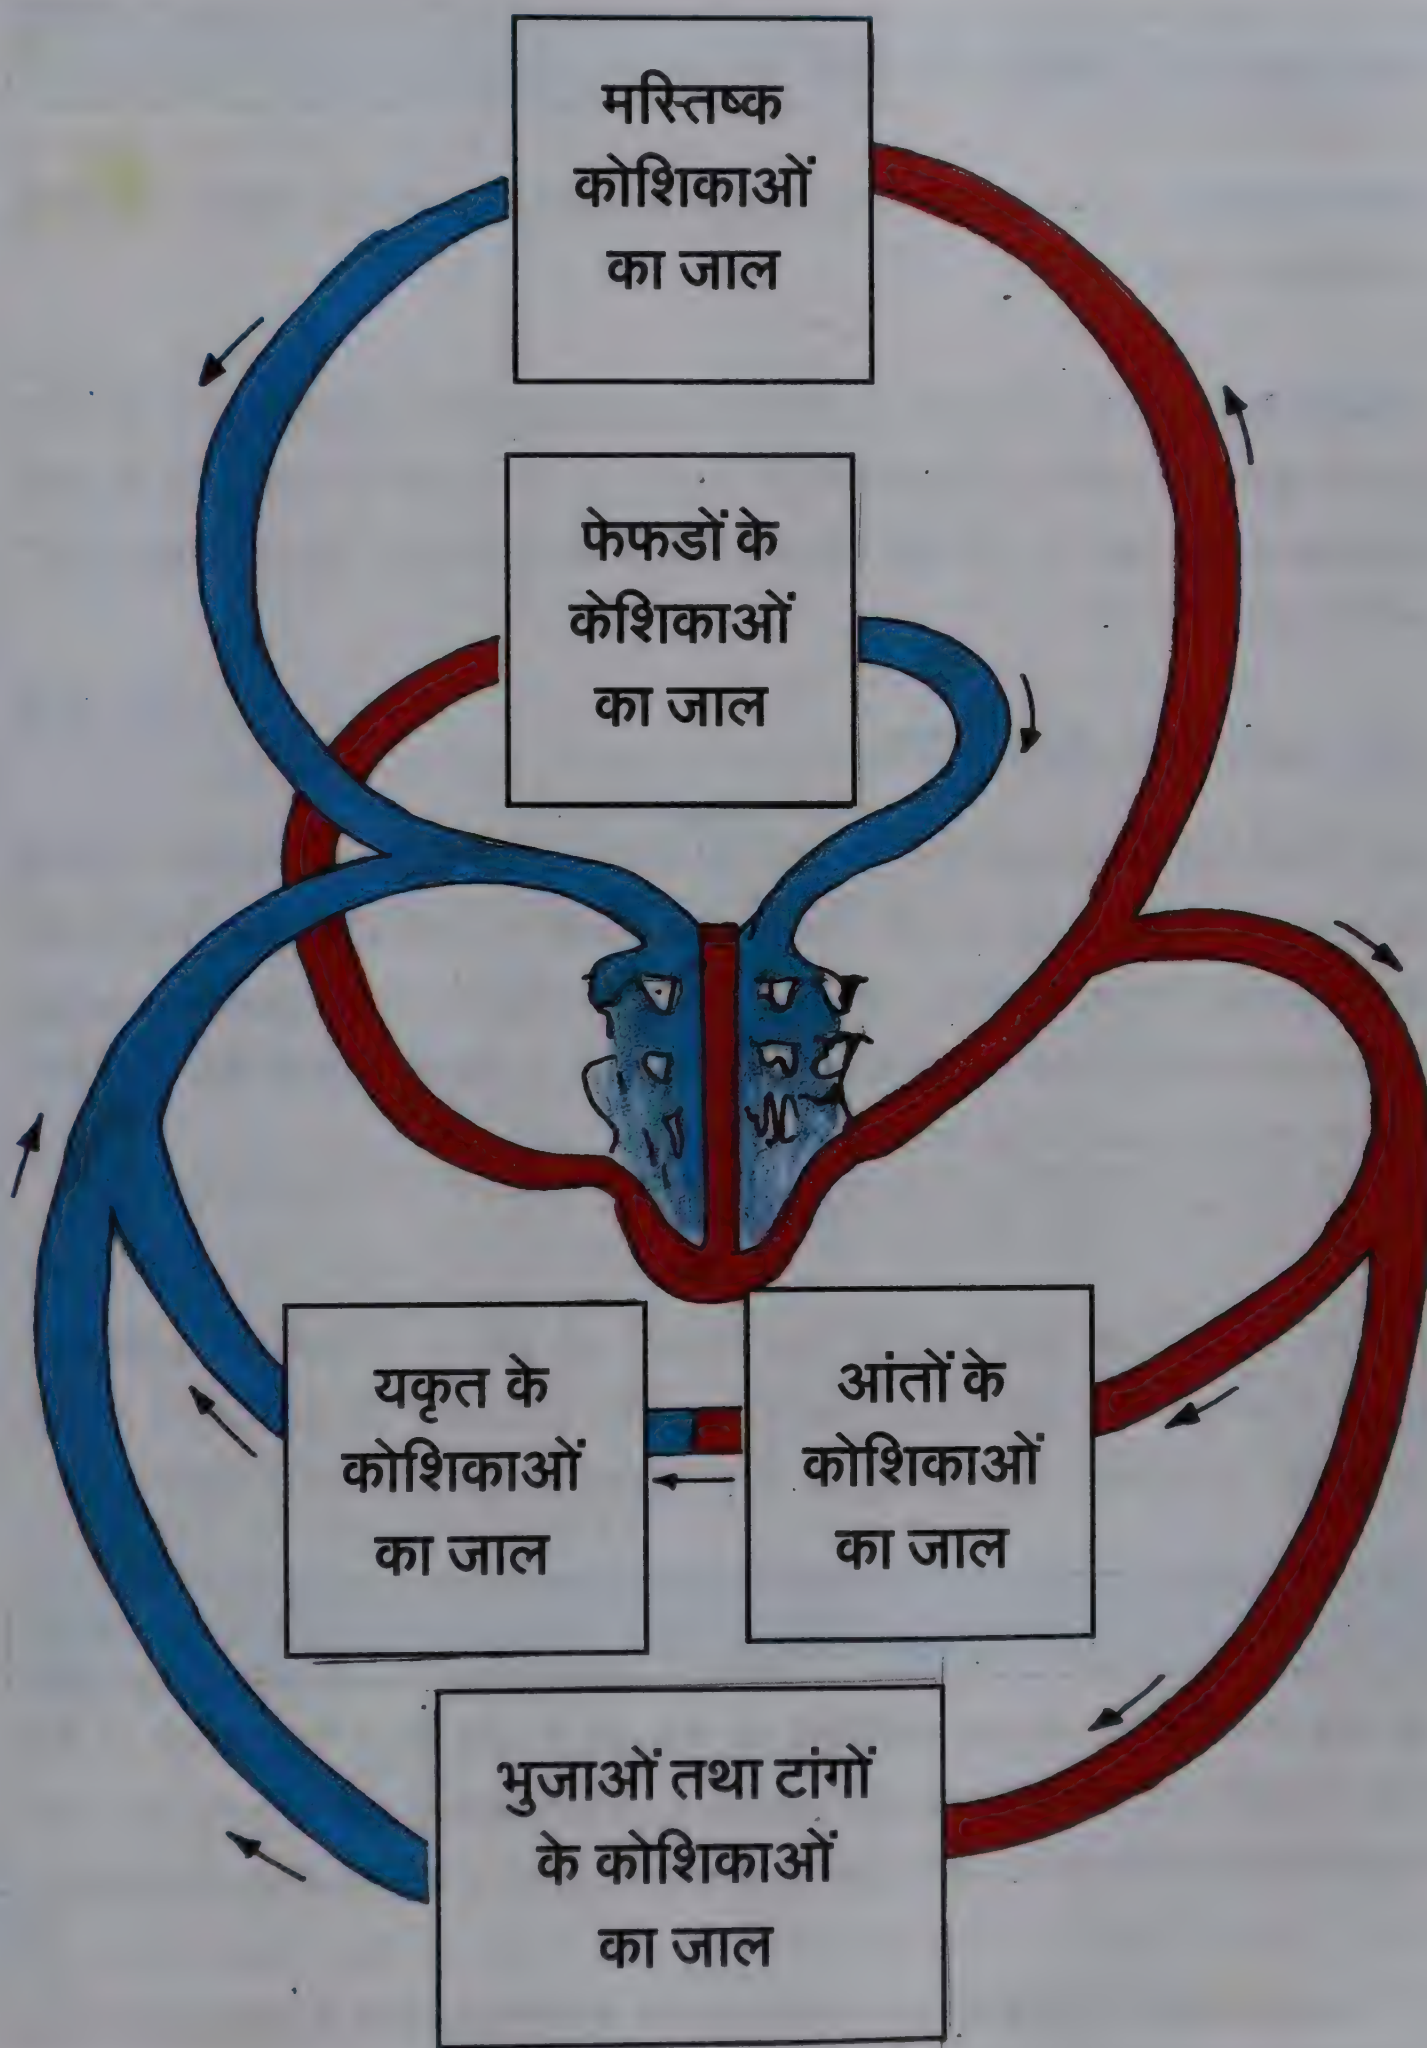 मस्तिष्क
कोशिकाओं
का जाल
फेफडों के
केशिकाओं
का जाल
यकृत के
कोशिकाओं
का जाल
आंतों के
कोशिकाओं
का जाल
भुजाओं तथा टांगों
के कोशिकाओं
का जाल